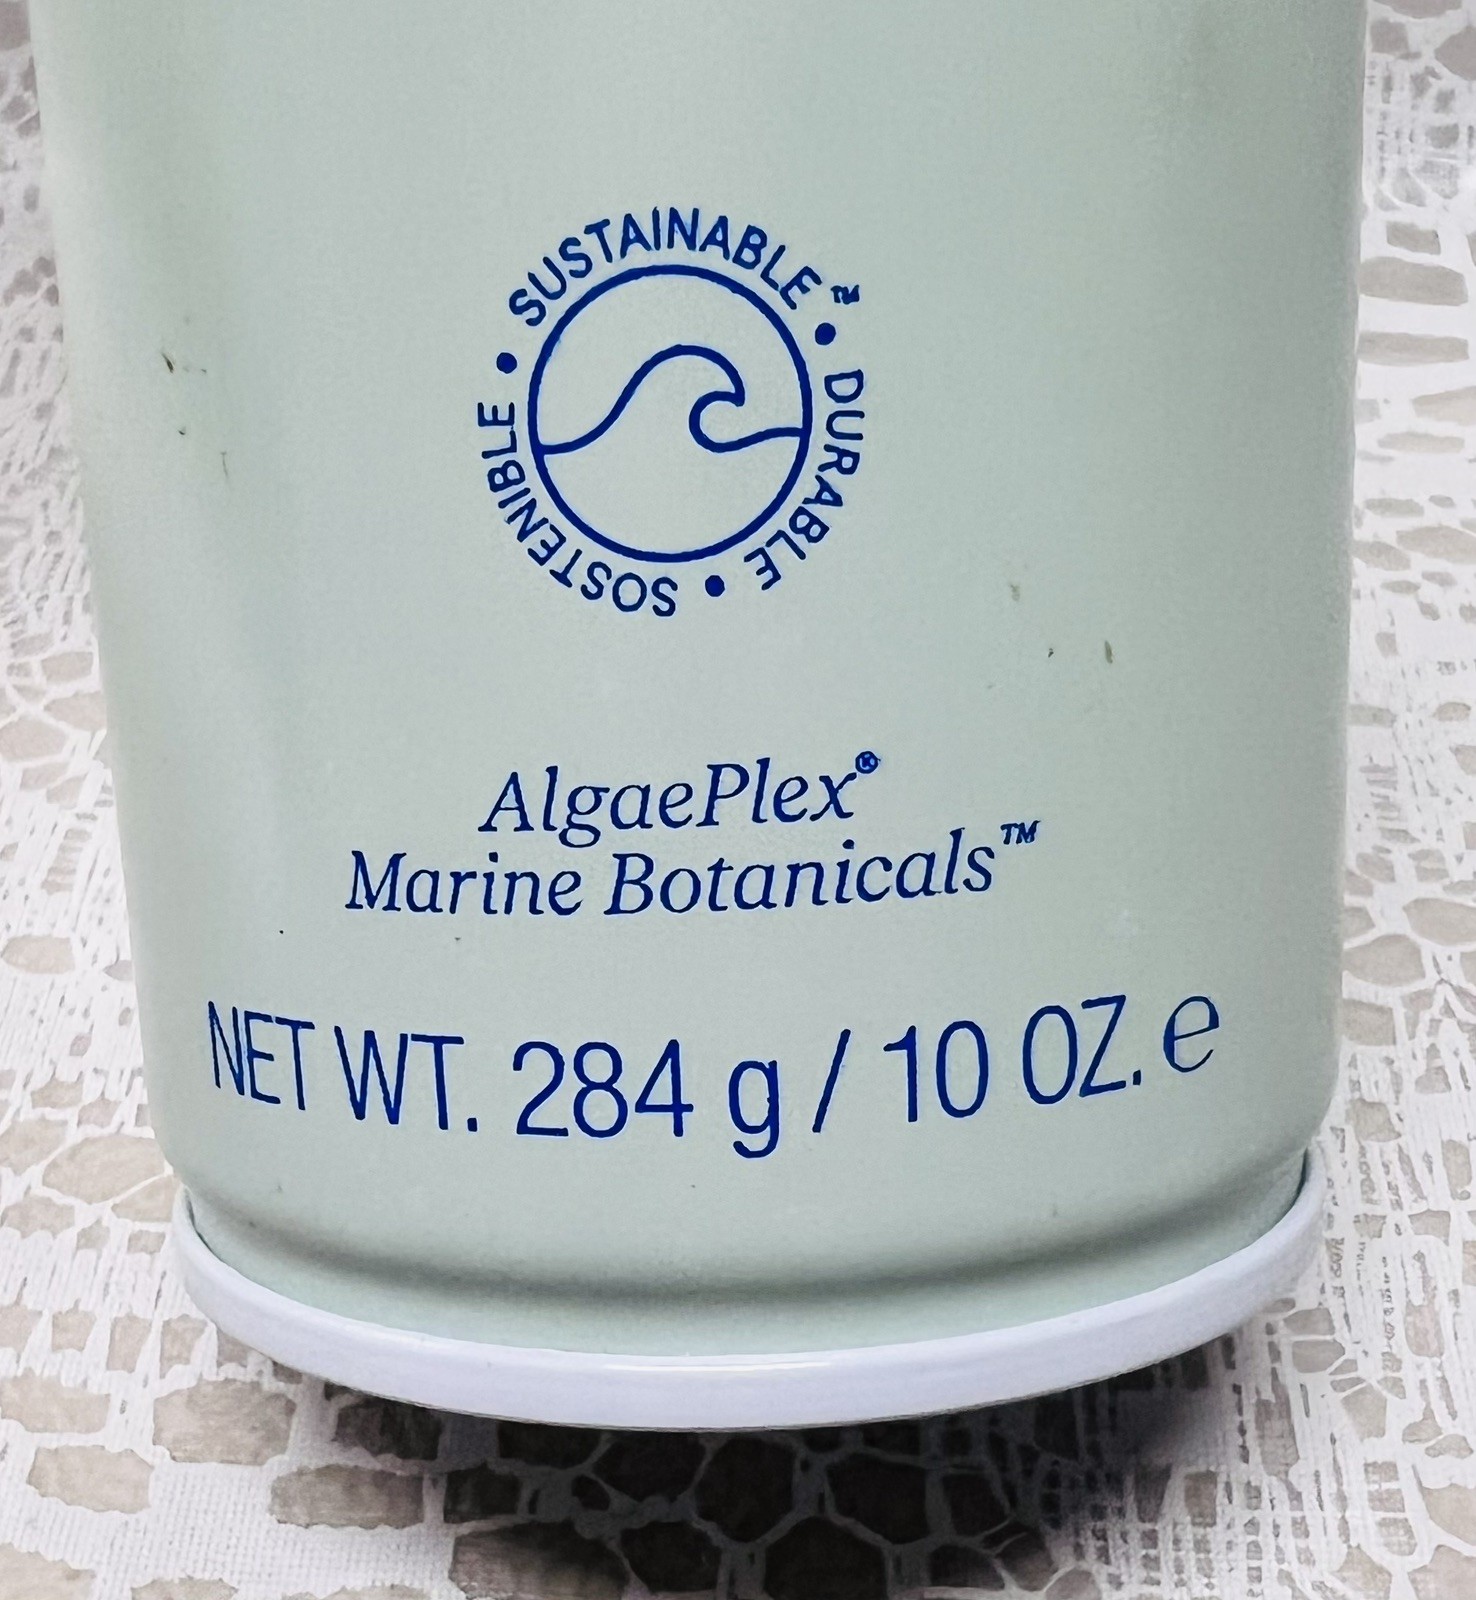 SUSTAINABLE™ • DURABLE • SOSTENIBLE •
AlgaePlex®
Marine Botanicals™
NET WT. 284 g / 10 OZ. e